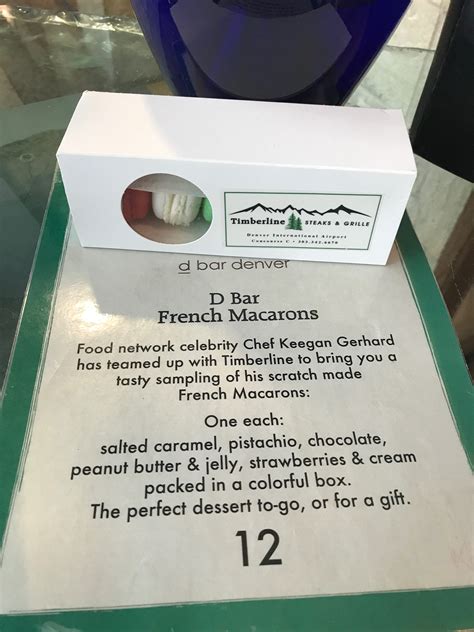 Timberline STEAKS & GRILLE
Denver International Airport
Concourse C • 303.342.6670
d bar denver
D Bar
French Macarons
Food network celebrity Chef Keegan Gerhard
has teamed up with Timberline to bring you a
tasty sampling of his scratch made
French Macarons:
One each:
salted caramel, pistachio, chocolate,
peanut butter & jelly, strawberries & cream
packed in a colorful box.
The perfect dessert to-go, or for a gift.
12